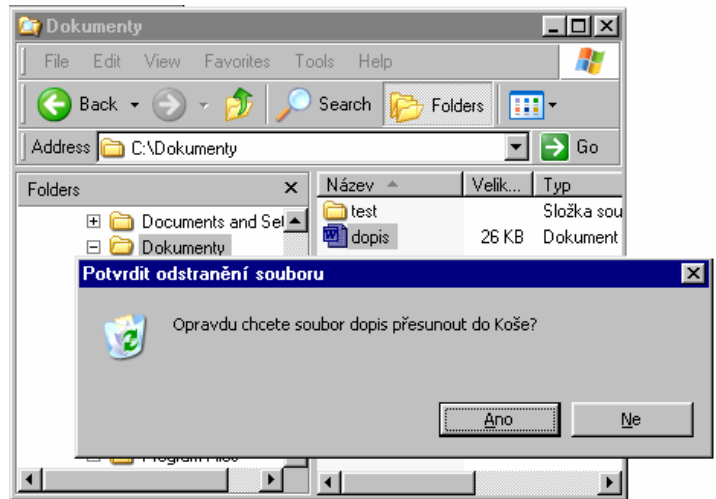 Dokumenty
File Edit View Favorites Tools Help
Back Search Folders
Address C:\Dokumenty Go
Folders Název Velik... Typ
Documents and Set test Složka sou
Dokumenty dopis 26 KB Dokument
Potvrdit odstranění souboru
Opravdu chcete soubor dopis přesunout do Koše?
Ano Ne